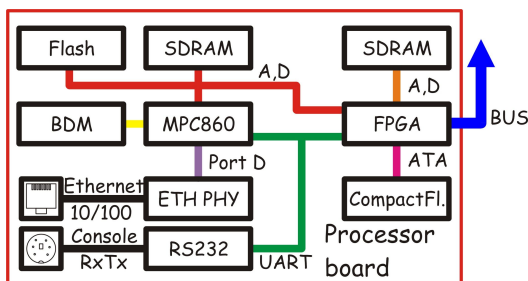 Flash
SDRAM
SDRAM
A,D
A,D
BUS
BDM
MPC860
FPGA
Port D
ATA
Ethernet
10/100
ETH PHY
CompactFl.
Console
RxTx
RS232
UART
Processor
board